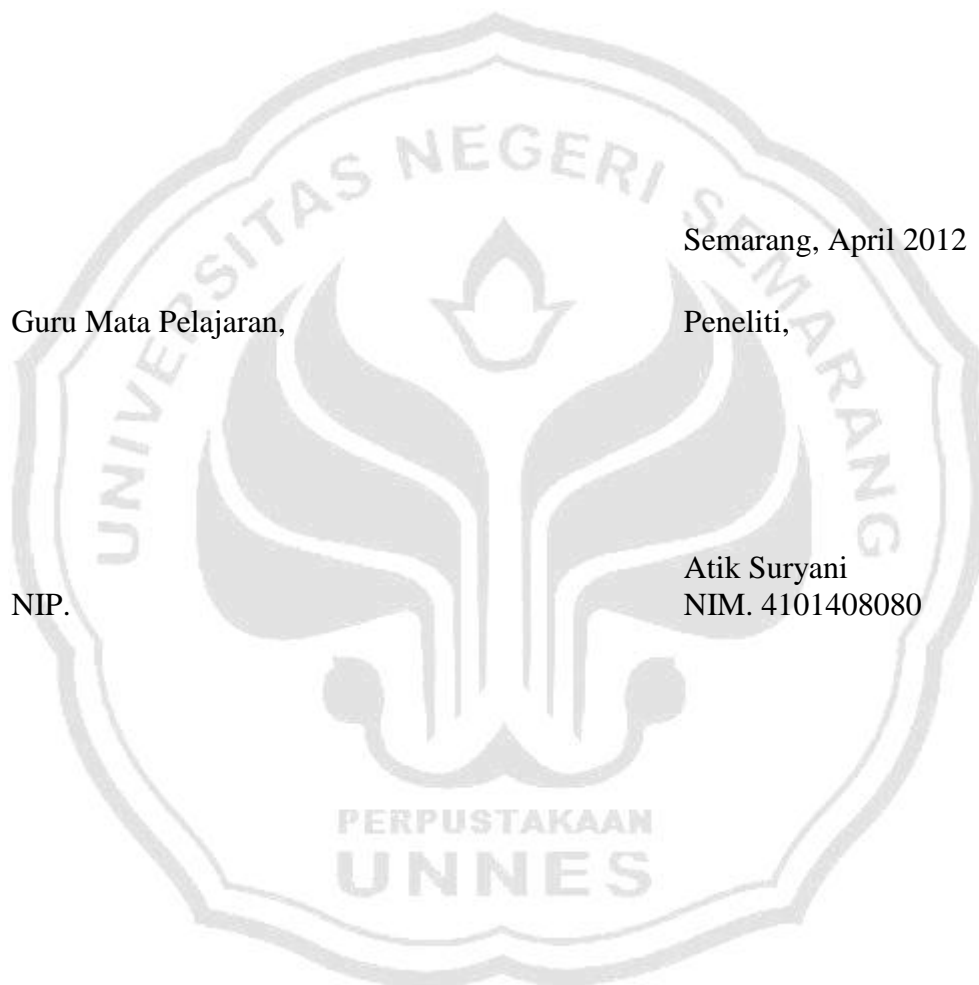 UNIVERSITAS NEGERI SEMARANG
Semarang, April 2012
Guru Mata Pelajaran,
Peneliti,
Atik Suryani
NIP.
NIM. 4101408080
PERPUSTAKAAN
UNNES